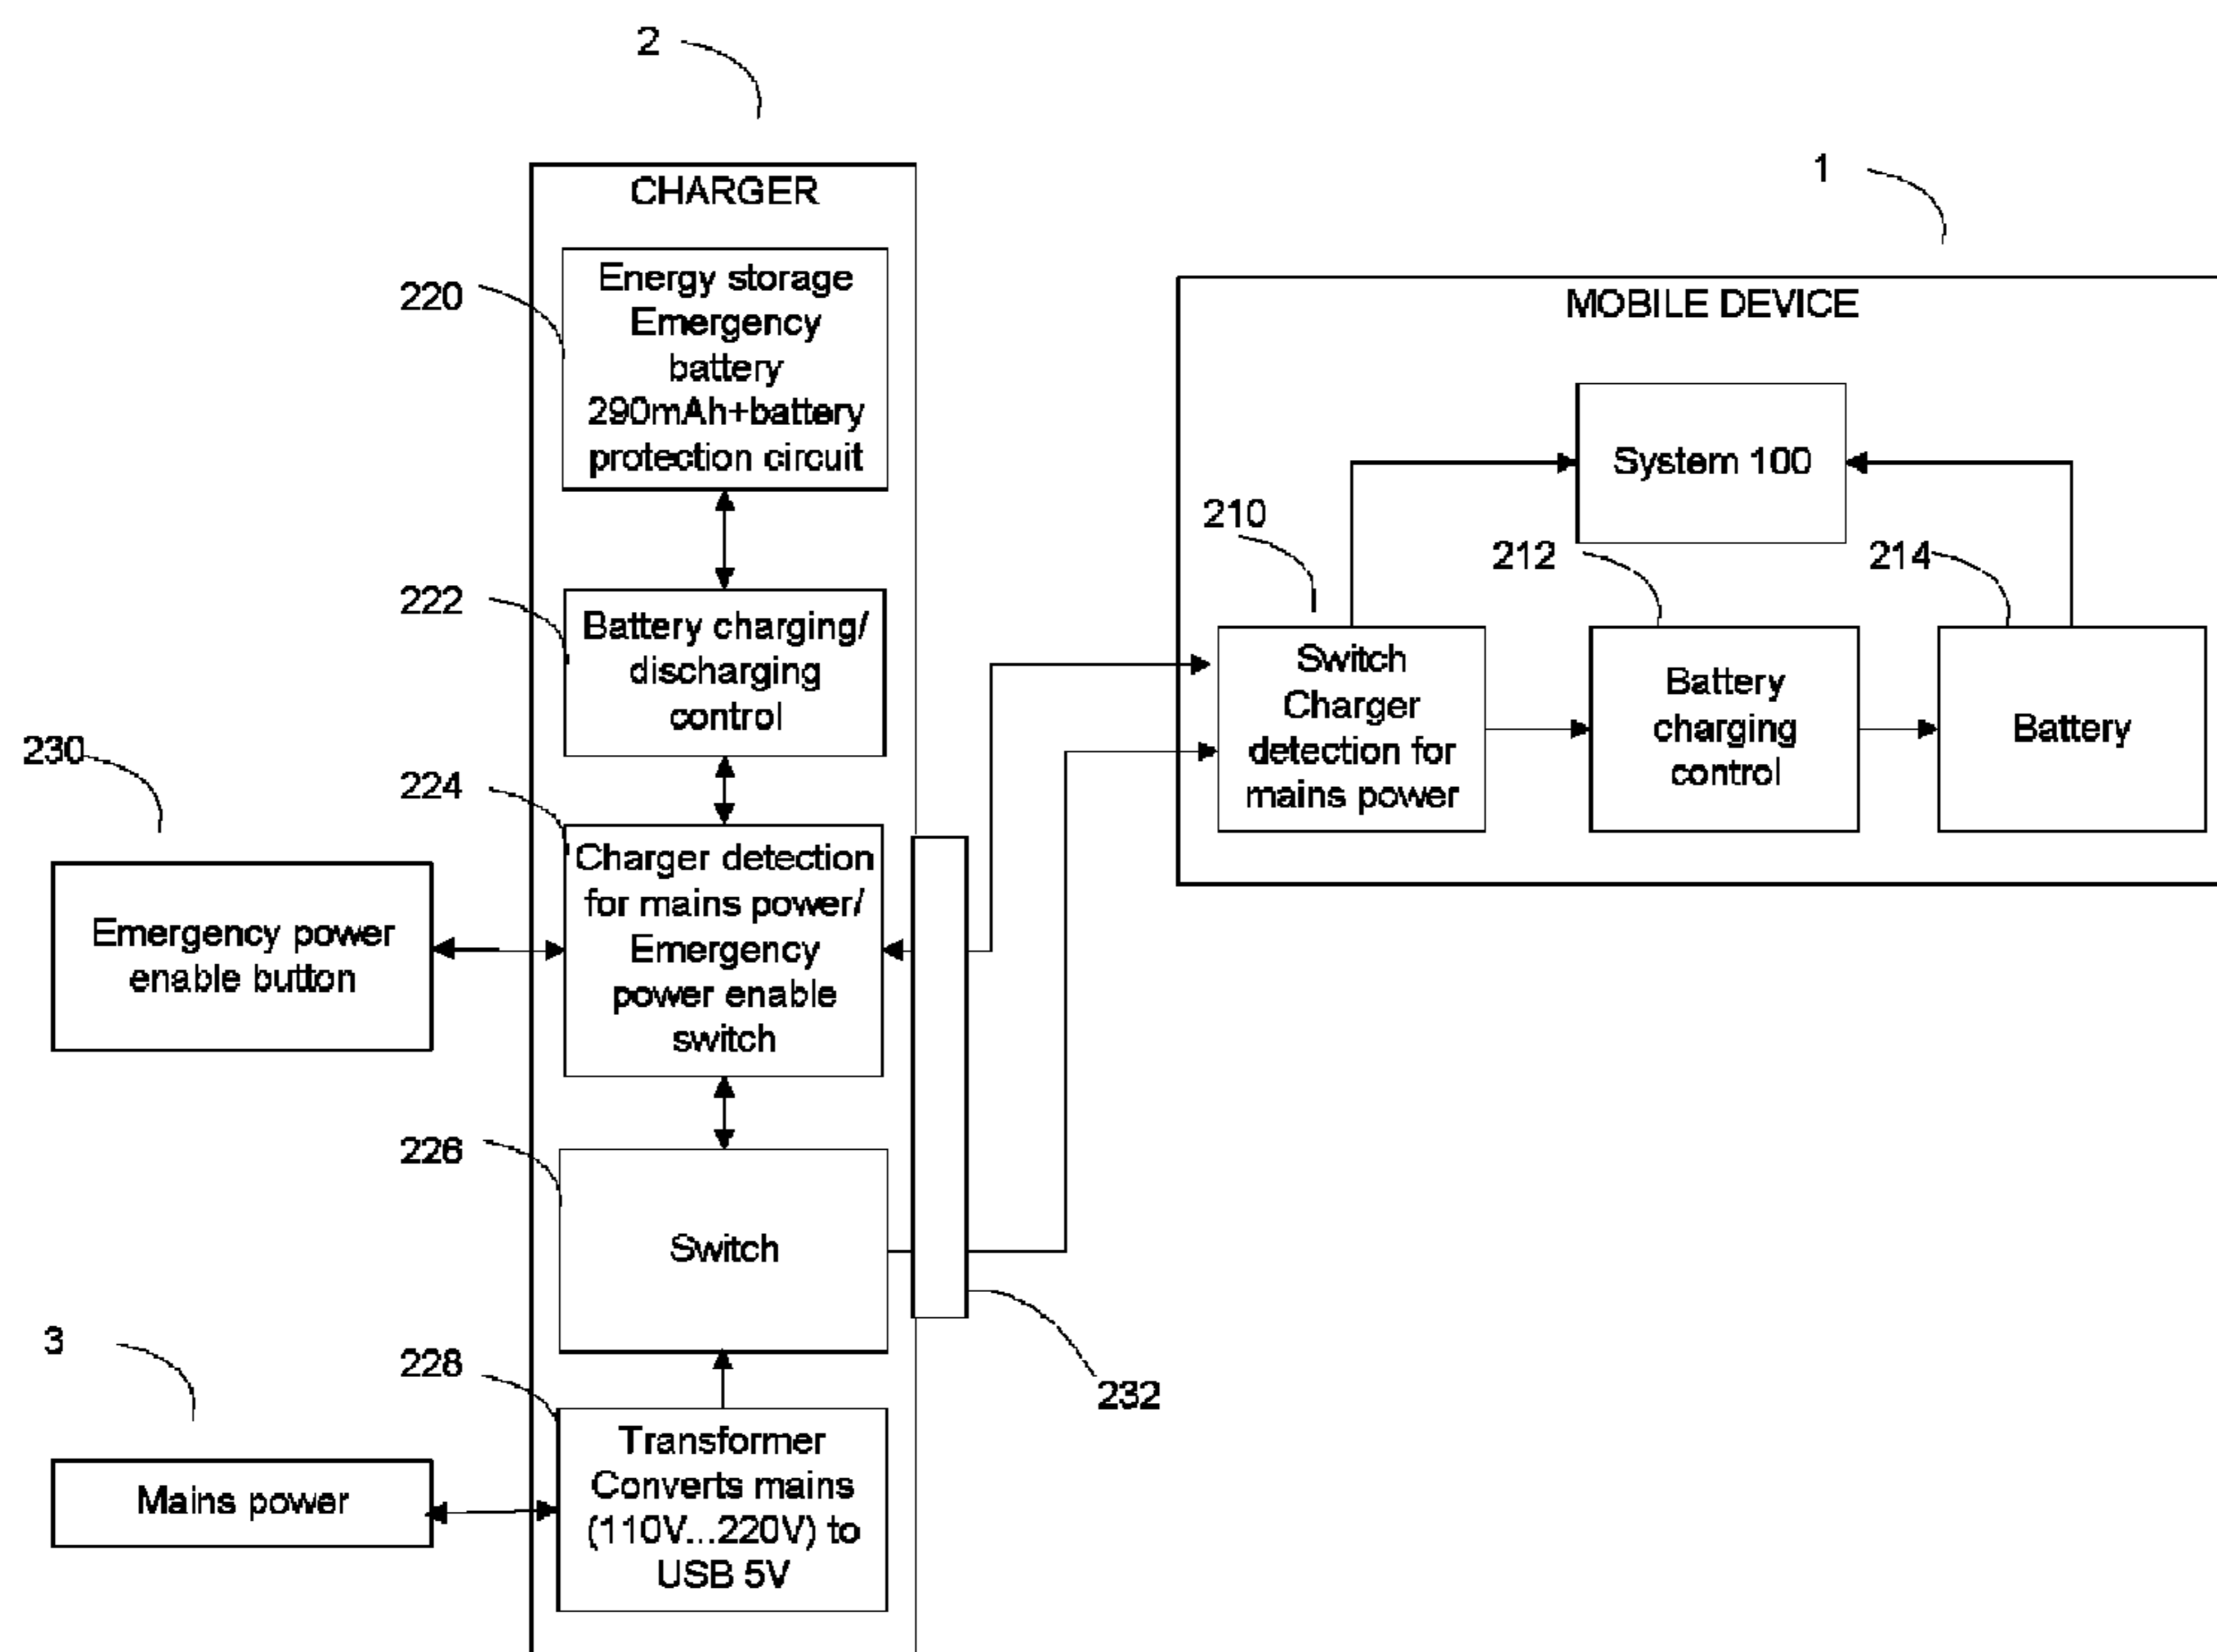 2
1
CHARGER
220
Energy storage
Emergency
battery
290mAh+battery
protection circuit
MOBILE DEVICE
System 100
210
212
214
222
Battery charging/
discharging
control
Switch
Charger
detection for
mains power
Battery
charging
control
Battery
230
224
Emergency power
enable button
Charger detection
for mains power/
Emergency
power enable
switch
226
Switch
3
228
232
Mains power
Transformer
Converts mains
(110V...220V) to
USB 5V